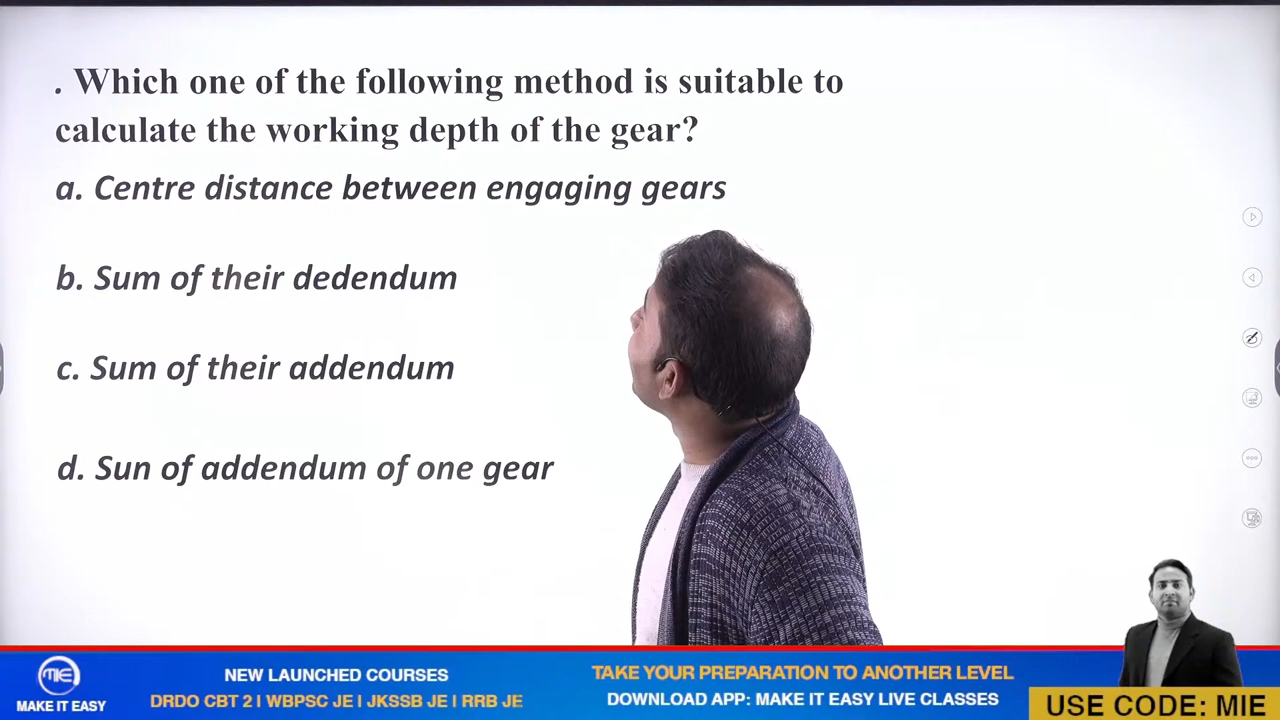 . Which one of the following method is suitable to
calculate the working depth of the gear?
a. Centre distance between engaging gears
b. Sum of their dedendum
c. Sum of their addendum
d. Sun of addendum of one gear
MIE
MAKE IT EASY
NEW LAUNCHED COURSES
DRDO CBT 2 I WBPSC JE I JKSSB JE I RRB JE
TAKE YOUR PREPARATION TO ANOTHER LEVEL
DOWNLOAD APP: MAKE IT EASY LIVE CLASSES
USE CODE: MIE